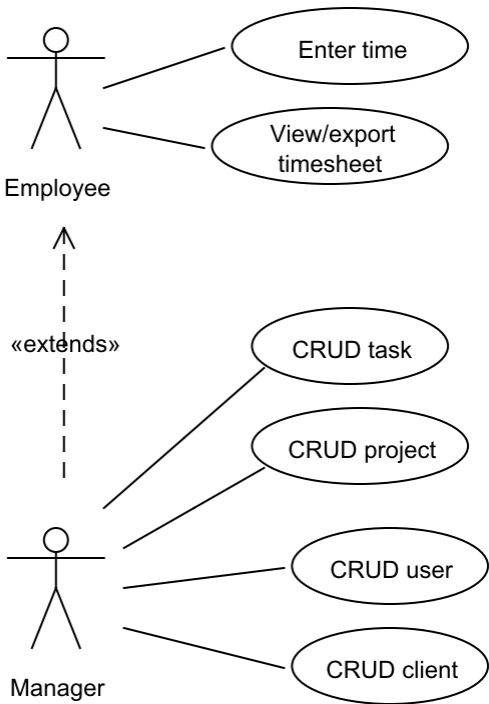 Enter time
View/export
timesheet
Employee
«extends»
CRUD task
CRUD project
CRUD user
CRUD client
Manager